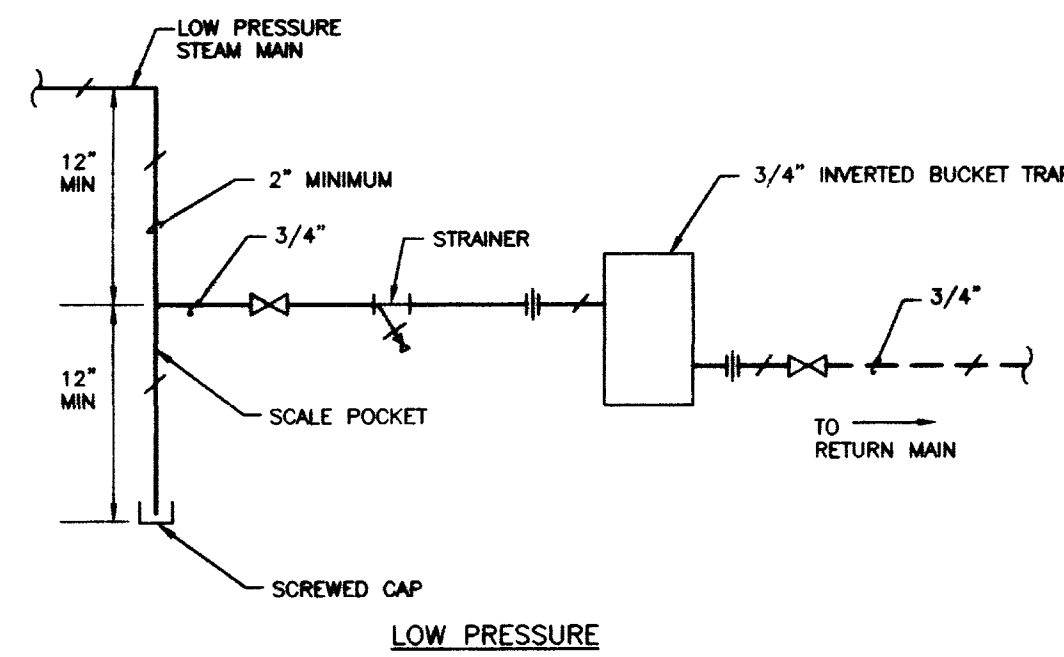 LOW PRESSURE
STEAM MAIN
12"
MIN
2" MINIMUM
3/4" INVERTED BUCKET TRAP
3/4"
STRAINER
3/4"
12"
MIN
SCALE POCKET
TO
RETURN MAIN
SCREWED CAP
LOW PRESSURE